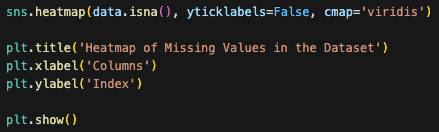 sns.heatmap(data.isna(), yticklabels=False, cmap='viridis')
plt.title('Heatmap of Missing Values in the Dataset')
plt.xlabel('Columns')
plt.ylabel('Index')
plt.show()